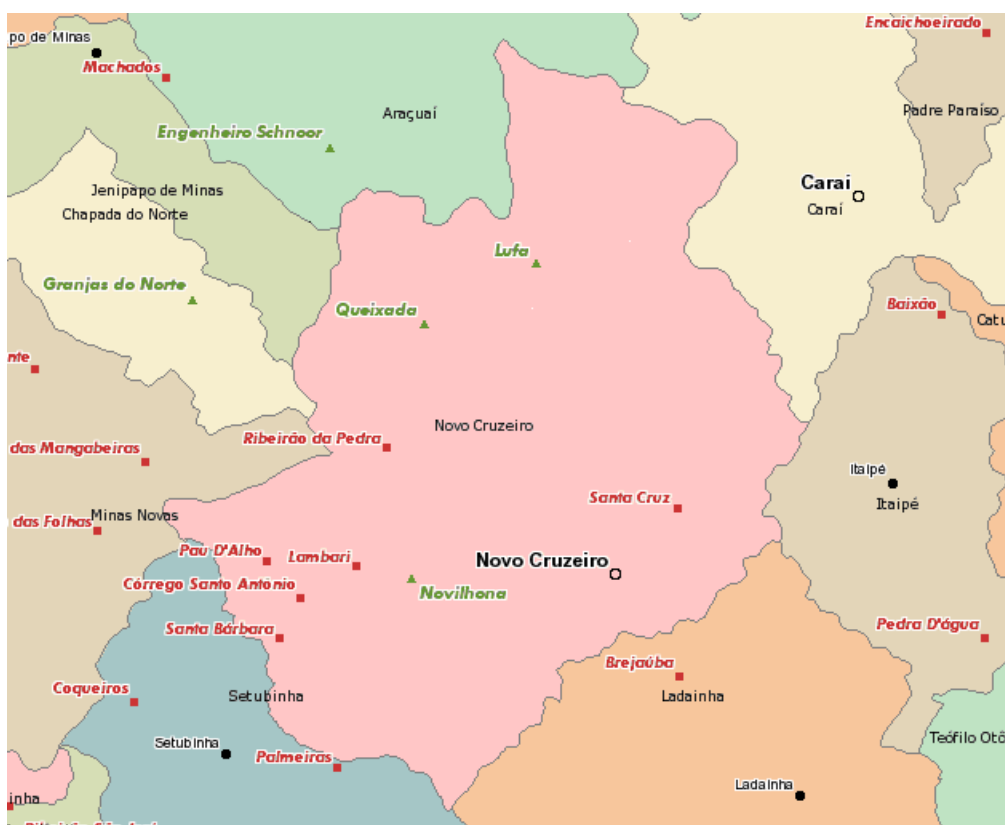 Encaichoeirado
po de Minas
Machados
Araçuaí
Padre Paraíso
Engenheiro Schnoor
Jenipapo de Minas
Caraí
Caraí
Chapada do Norte
Lufa
Granjas do Norte
Queixada
Baixão
Catu
nte
Novo Cruzeiro
Ribeirão da Pedra
das Mangabeiras
Itaipé
Itaipé
Santa Cruz
Minas Novas
das Folhas
Pau D'Alho
Lambari
Novo Cruzeiro
Córrego Santo Antônio
Novilhona
Santa Bárbara
Pedra D'água
Brejaúba
Coqueiros
Setubinha
Ladainha
Setubinha
Teófilo Otô
Palmeiras
Ladainha
inha